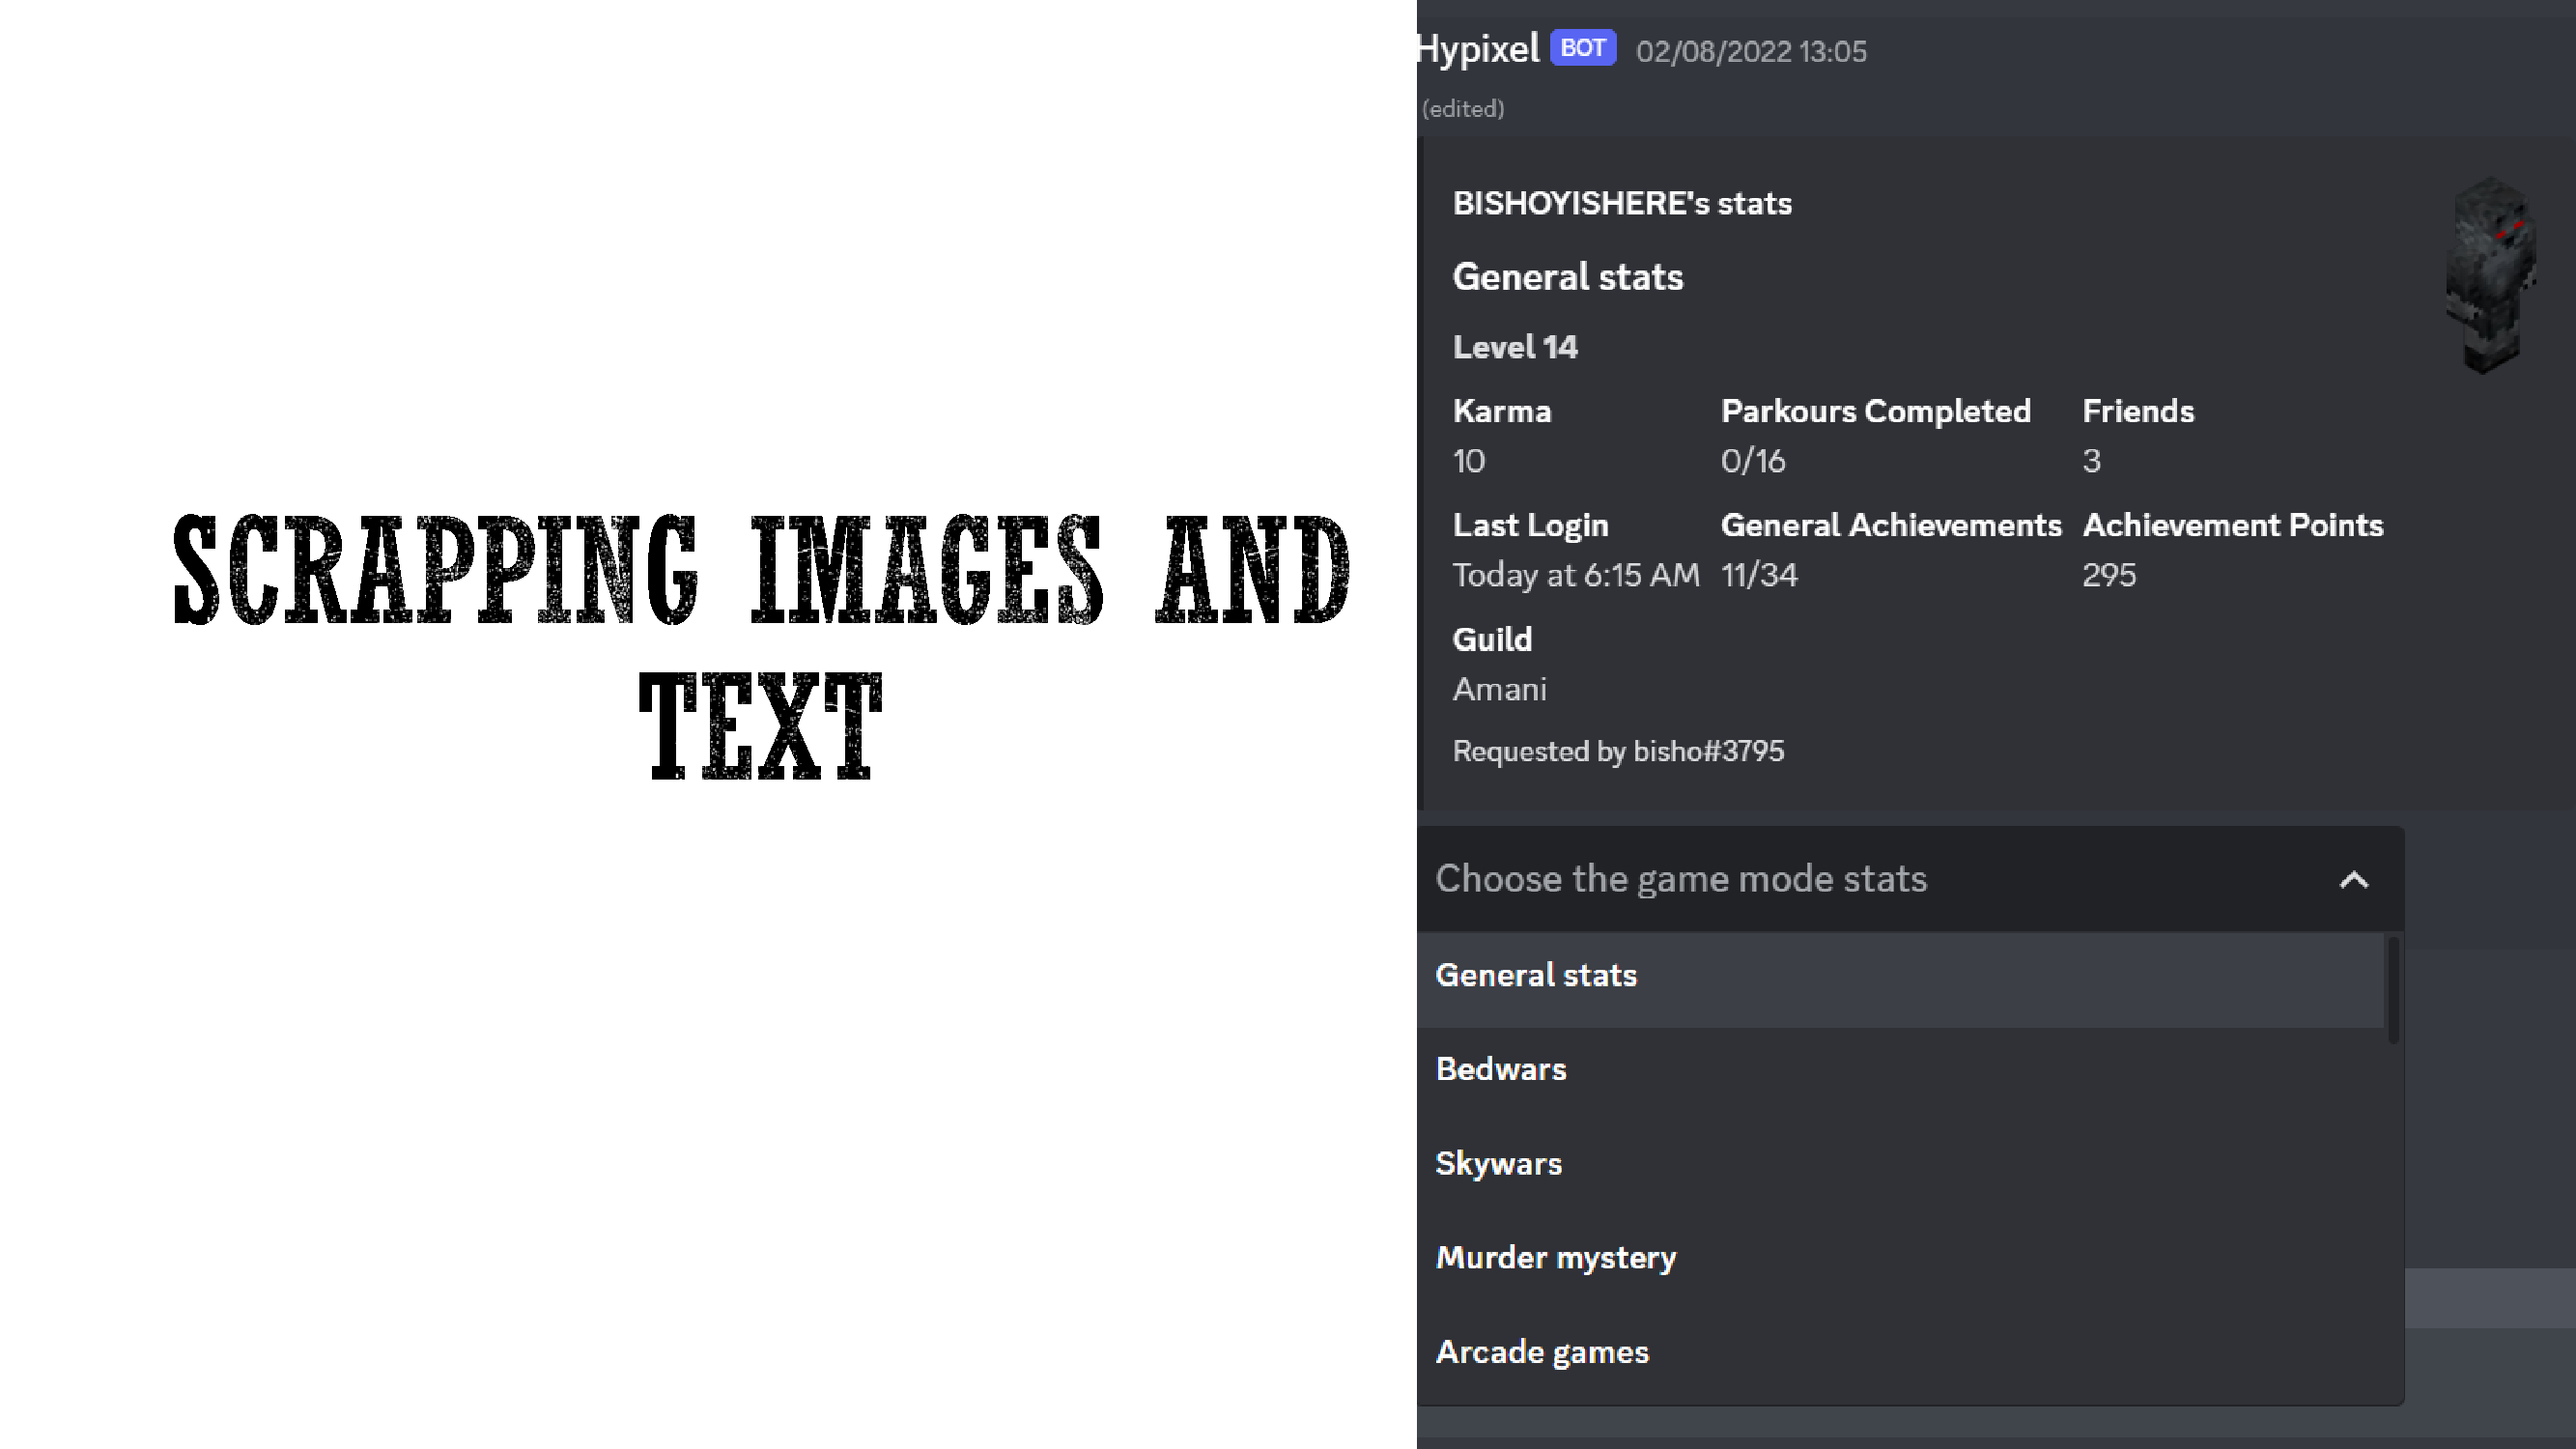 SCRAPPING IMAGES AND
TEXT
Hypixel BOT 02/08/2022 13:05
(edited)
BISHOYISHERE's stats
General stats
Level 14
Karma Parkours Completed Friends
10 0/16 3
Last Login General Achievements Achievement Points
Today at 6:15 AM 11/34 295
Guild
Amani
Requested by bisho#3795
Choose the game mode stats
General stats
Bedwars
Skywars
Murder mystery
Arcade games